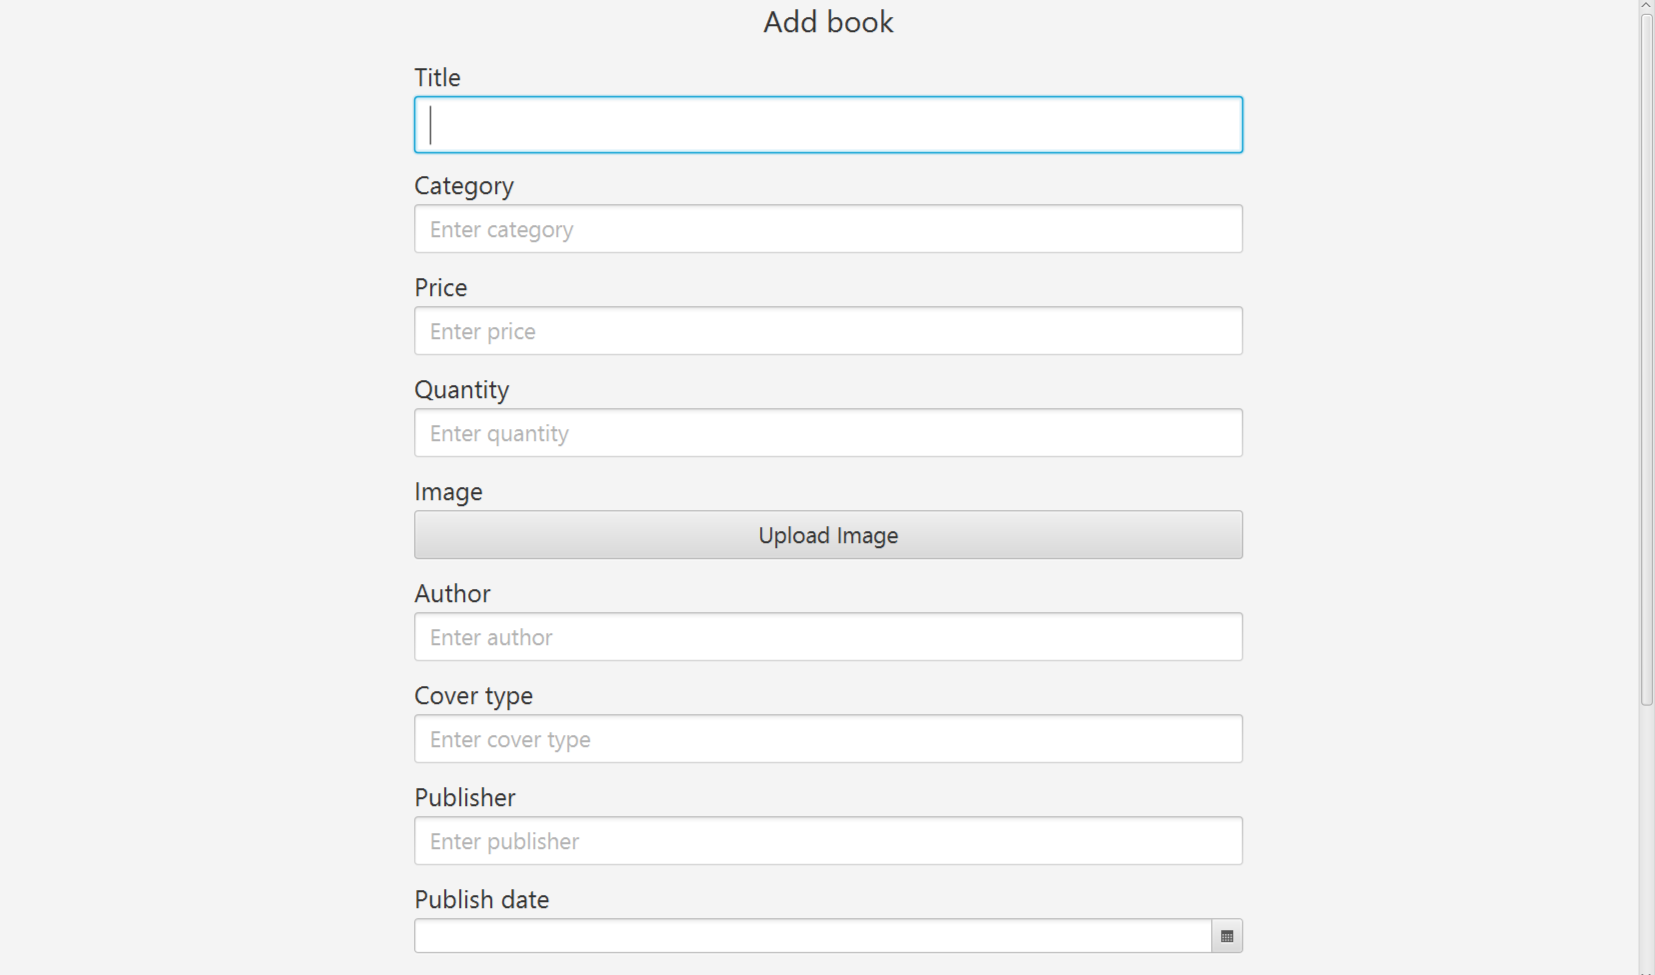 Add book
Title
Category
Enter category
Price
Enter price
Quantity
Enter quantity
Image
Upload Image
Author
Enter author
Cover type
Enter cover type
Publisher
Enter publisher
Publish date